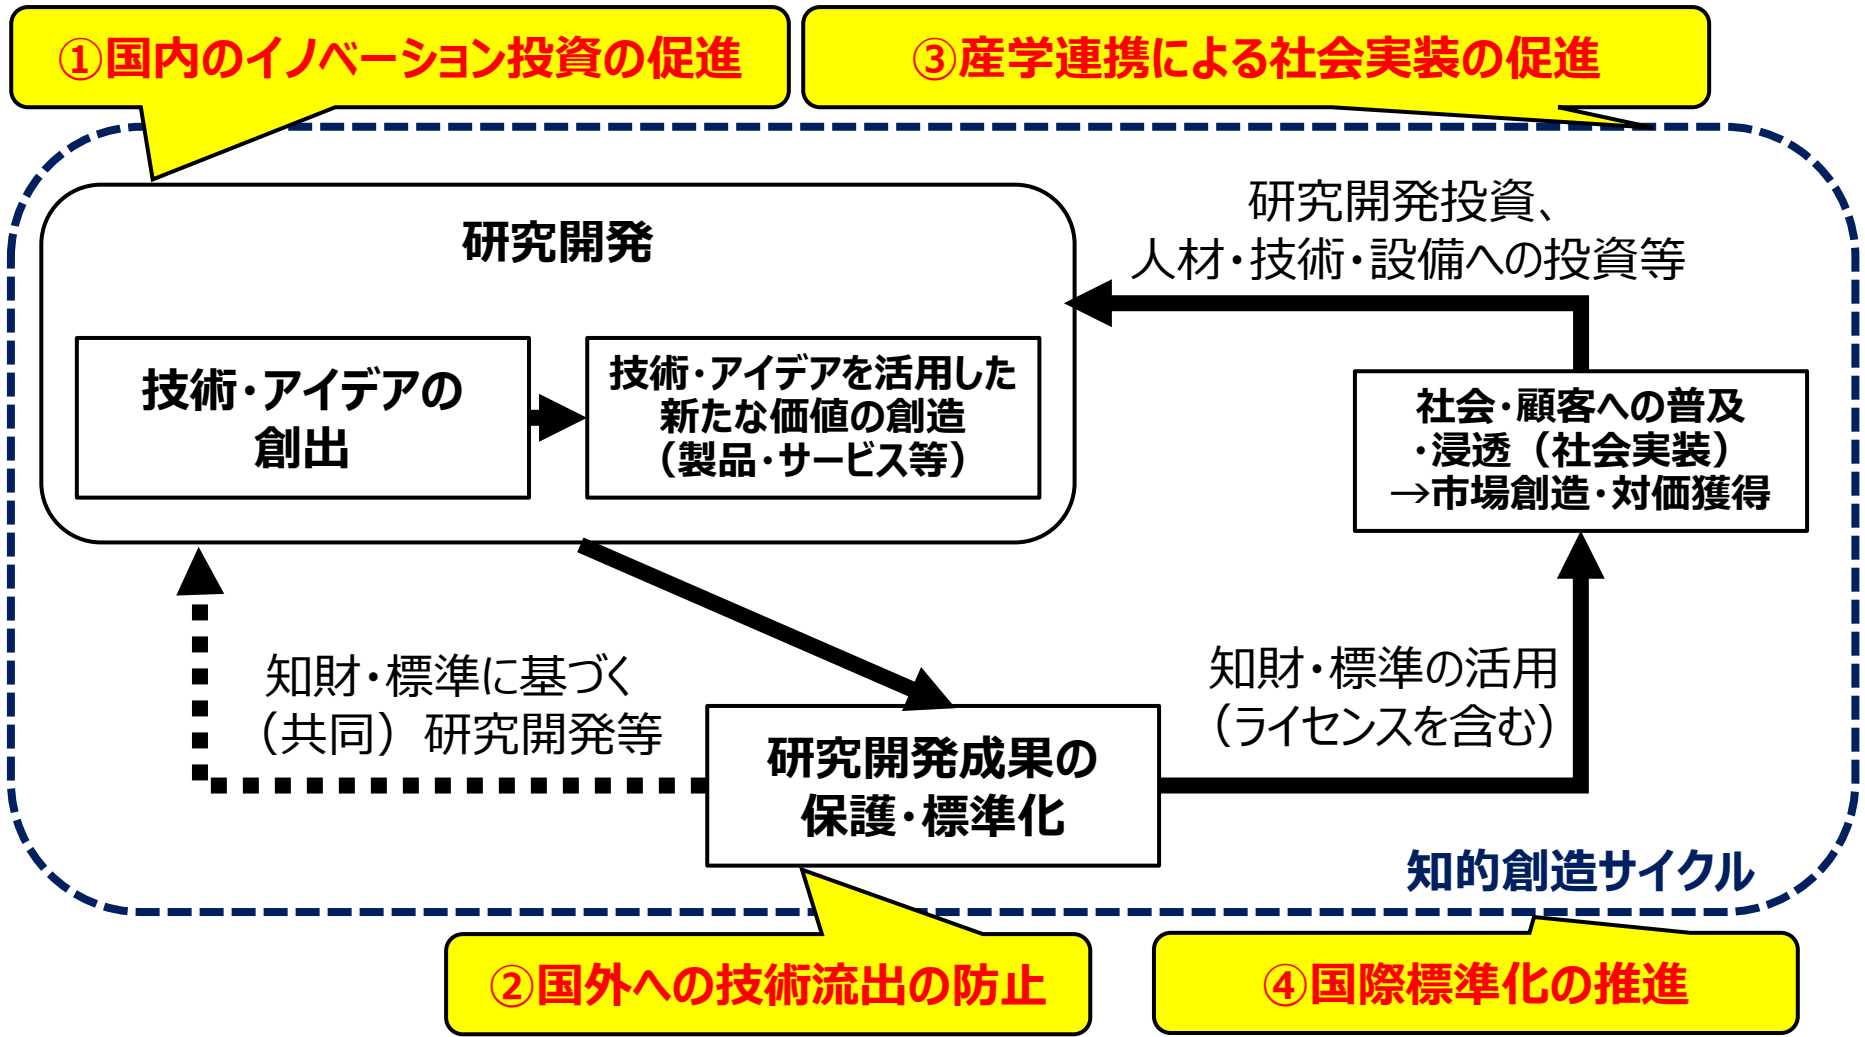 ①国内のイノベーション投資の促進
③産学連携による社会実装の促進
研究開発
技術・アイデアの
創出
技術・アイデアを活用した
新たな価値の創造
（製品・サービス等）
研究開発投資、
人材・技術・設備への投資等
社会・顧客への普及
・浸透（社会実装）
→市場創造・対価獲得
知財・標準に基づく
（共同）研究開発等
知財・標準の活用
（ライセンスを含む）
研究開発成果の
保護・標準化
知的創造サイクル
②国外への技術流出の防止
④国際標準化の推進